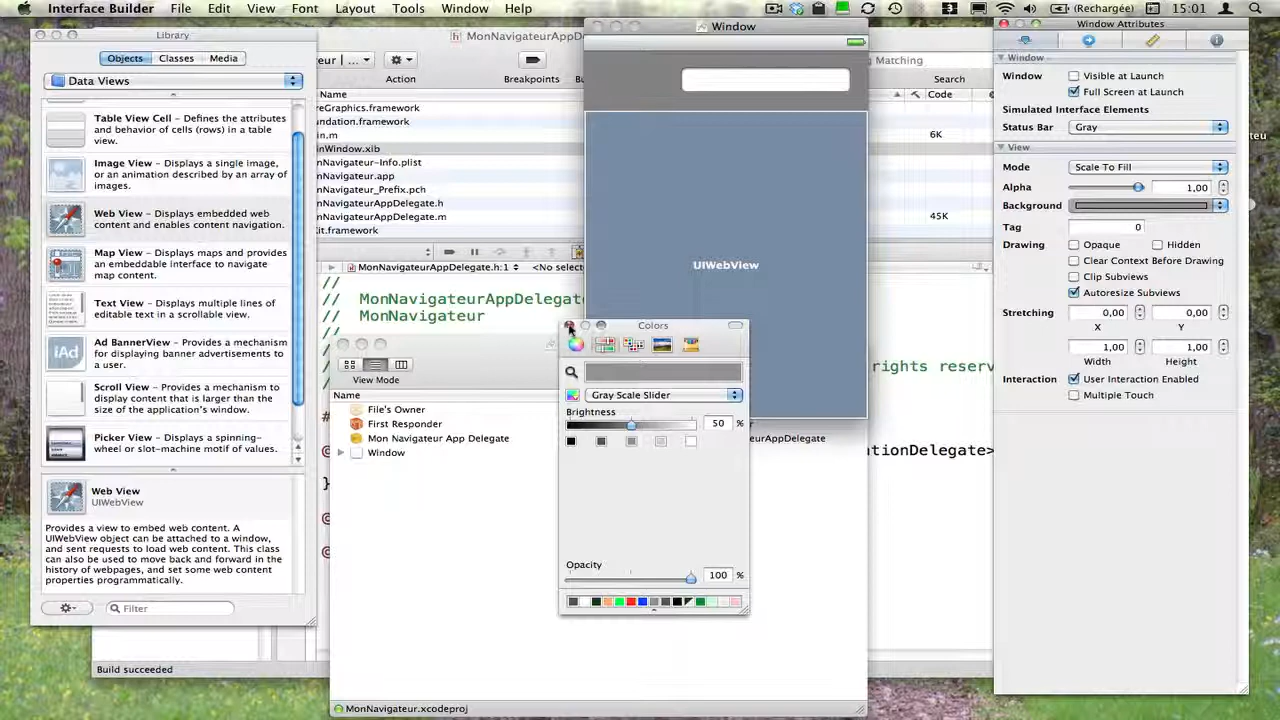 Interface Builder File Edit View Font Layout Tools Window Help (Rechargée) 15:01
Library
Objects Classes Media
Data Views
Table View Cell – Defines the attributes
and behavior of cells (rows) in a table
view.
Image View – Displays a single image,
or an animation described by an array of
images.
Web View – Displays embedded web
content and enables content navigation.
Map View – Displays maps and provides
an embeddable interface to navigate
map content.
Text View – Displays multiple lines of
editable text in a scrollable view.
iAd
Ad BannerView – Provides a mechanism
for displaying banner advertisements to
a user.
Scroll View – Provides a mechanism to
display content that is larger than the
size of the application's window.
Picker View – Displays a spinning-
wheel or slot-machine motif of values.
Web View
UIWebView
Provides a view to embed web content. A
UIWebView object can be attached to a window,
and sent requests to load web content. This class
can also be used to move back and forward in the
history of webpages, and set some web content
properties programmatically.
Filter
Build succeeded
MonNavigateurAppD
eur | ...
Action
Breakpoints
Matching
Search
Name
Code
eGraphics.framework
undation.framework
in.m
6K
nWindow.xib
nNavigateur-Info.plist
nNavigateur.app
nNavigateur_Prefix.pch
nNavigateurAppDelegate.h
nNavigateurAppDelegate.m
45K
Kit.framework
MonNavigateurAppDelegate.h:1 <No selecte
//
// MonNavigateurAppDelegate
// MonNavigateur
//
rights reserv
ationDelegate>
Window
UIWebView
View Mode
Name
File's Owner
First Responder
Mon Navigateur App Delegate
eurAppDelegate
Window
MonNavigateur.xcodeproj
Colors
Gray Scale Slider
Brightness
50 %
Opacity
100 %
Window Attributes
Window
Window Visible at Launch
Full Screen at Launch
Simulated Interface Elements
Status Bar Gray
View
Mode Scale To Fill
Alpha 1,00
Background
Tag 0
Drawing Opaque Hidden
Clear Context Before Drawing
Clip Subviews
Autoresize Subviews
Stretching 0,00 0,00
X Y
1,00 1,00
Width Height
Interaction User Interaction Enabled
Multiple Touch